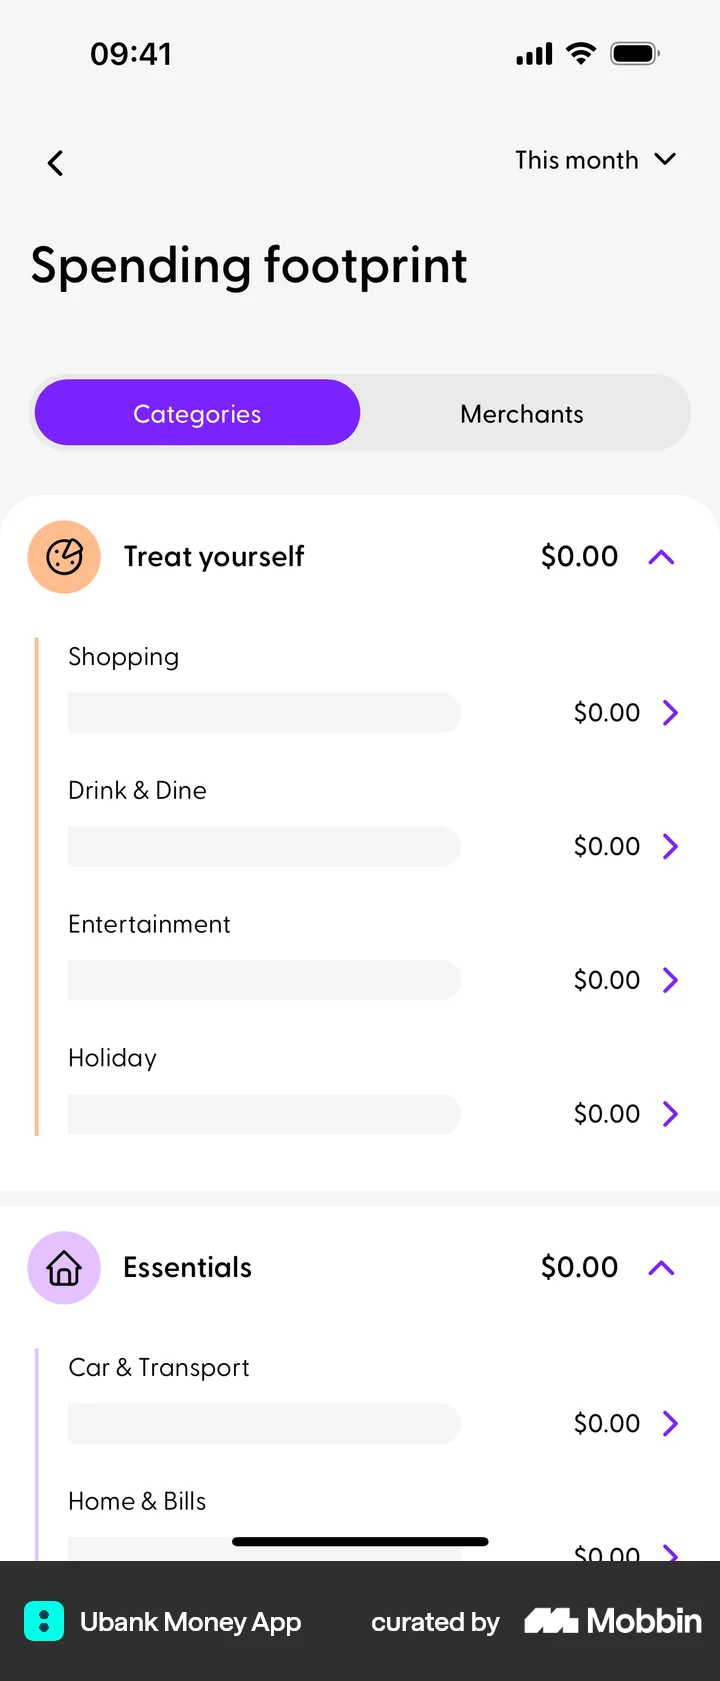 09:41
This month
Spending footprint
Categories Merchants
Treat yourself $0.00
Shopping
$0.00
Drink & Dine
$0.00
Entertainment
$0.00
Holiday
$0.00
Essentials $0.00
Car & Transport
$0.00
Home & Bills
$0.00
Ubank Money App curated by Mobbin